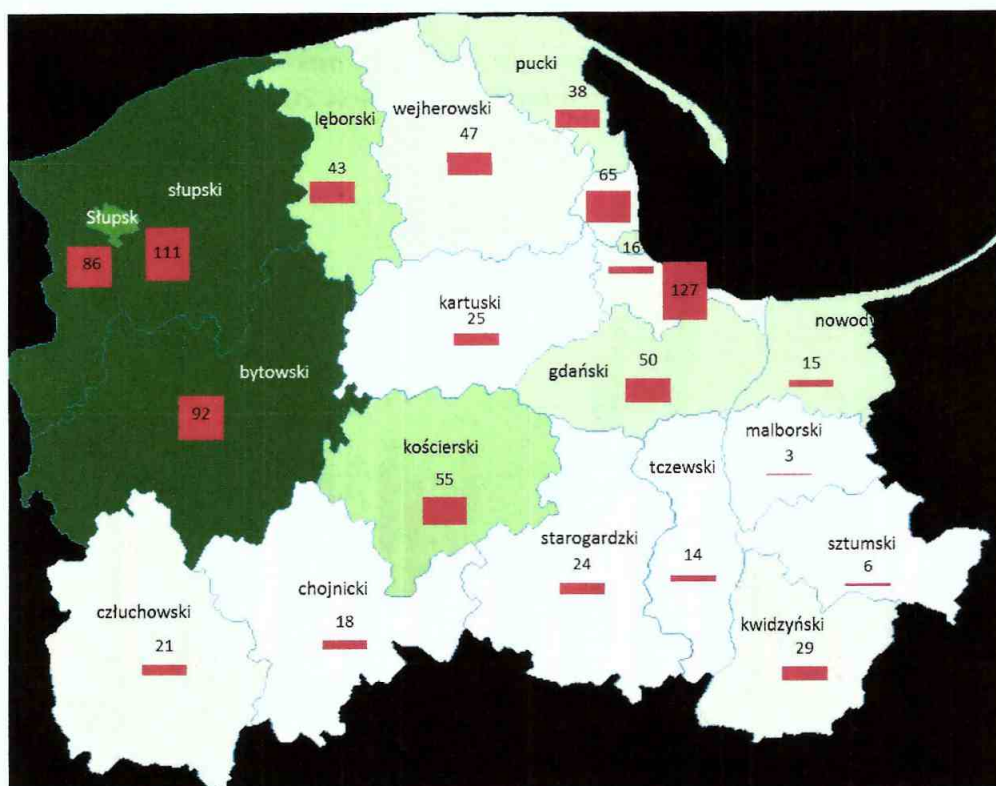 pucki
38
wejherowski
47
lęborski
43
65
słupski
Słupsk
86
111
16
127
kartuski
25
nowod
15
gdański
50
bytowski
92
malborski
3
kościerski
55
tczewski
14
starogardzki
24
sztumski
6
chojnicki
18
człuchowski
21
kwidzyński
29